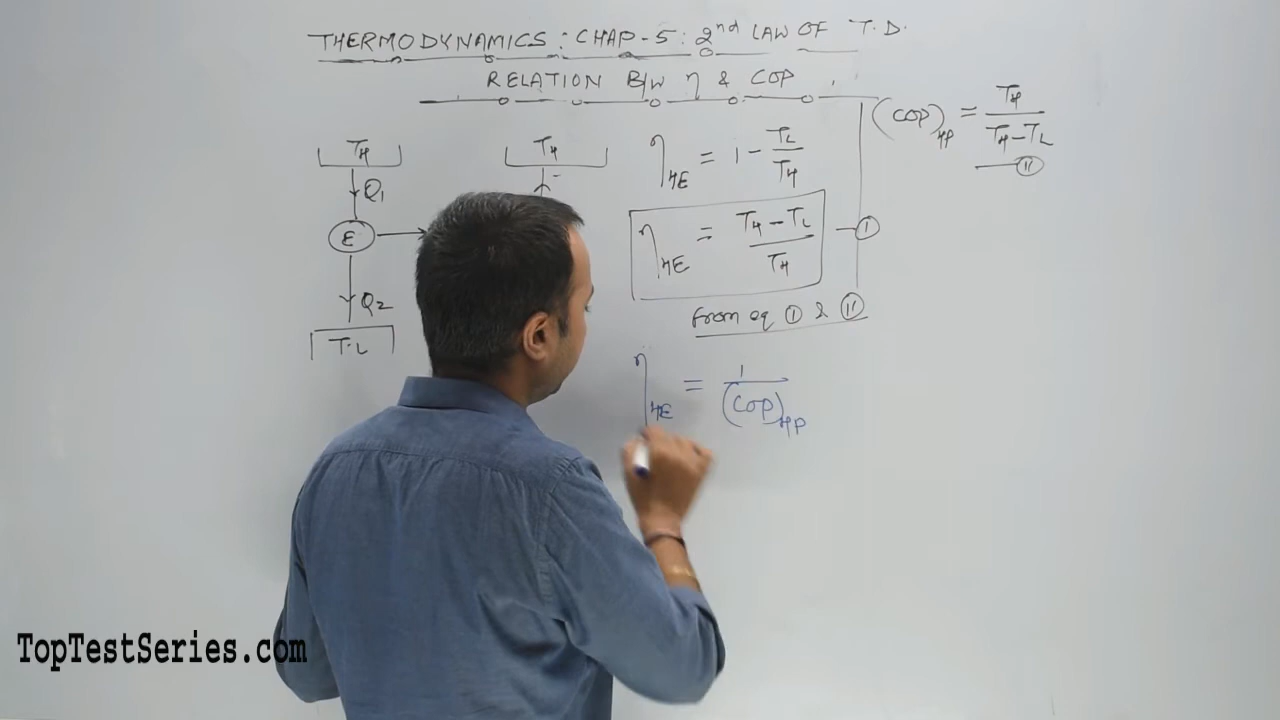 THERMODYNAMICS : CHAP-5 : 2nd LAW OF T.D.
RELATION B/W η & COP
TH
Q1
E
Q2
T.L
TH
ηHE = 1 - TL/TH
ηHE = (TH - TL)/TH - I
from eq I & II
ηHE = 1/(COP)HP
(COP)HP = TH/(TH - TL)
II
TopTestSeries.com